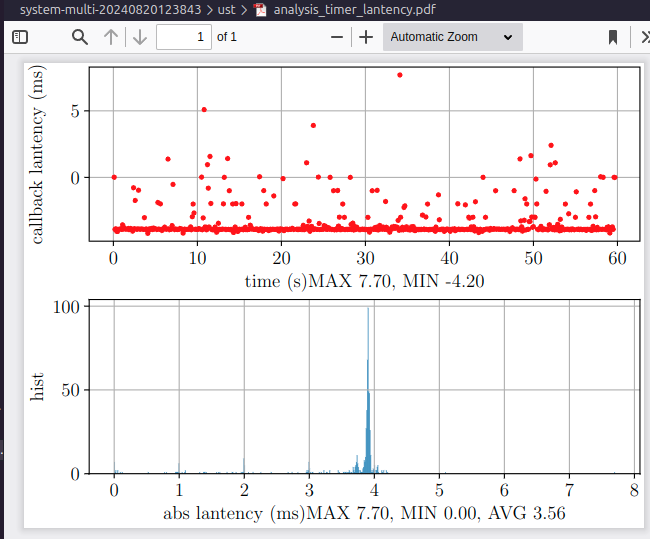 system-multi-20240820123843 > ust > analysis_timer_lantency.pdf
1 of 1 Automatic Zoom
callback lantency (ms)
5
0
0 10 20 30 40 50 60
time (s)MAX 7.70, MIN -4.20
hist
100
50
0
0 1 2 3 4 5 6 7 8
abs lantency (ms)MAX 7.70, MIN 0.00, AVG 3.56